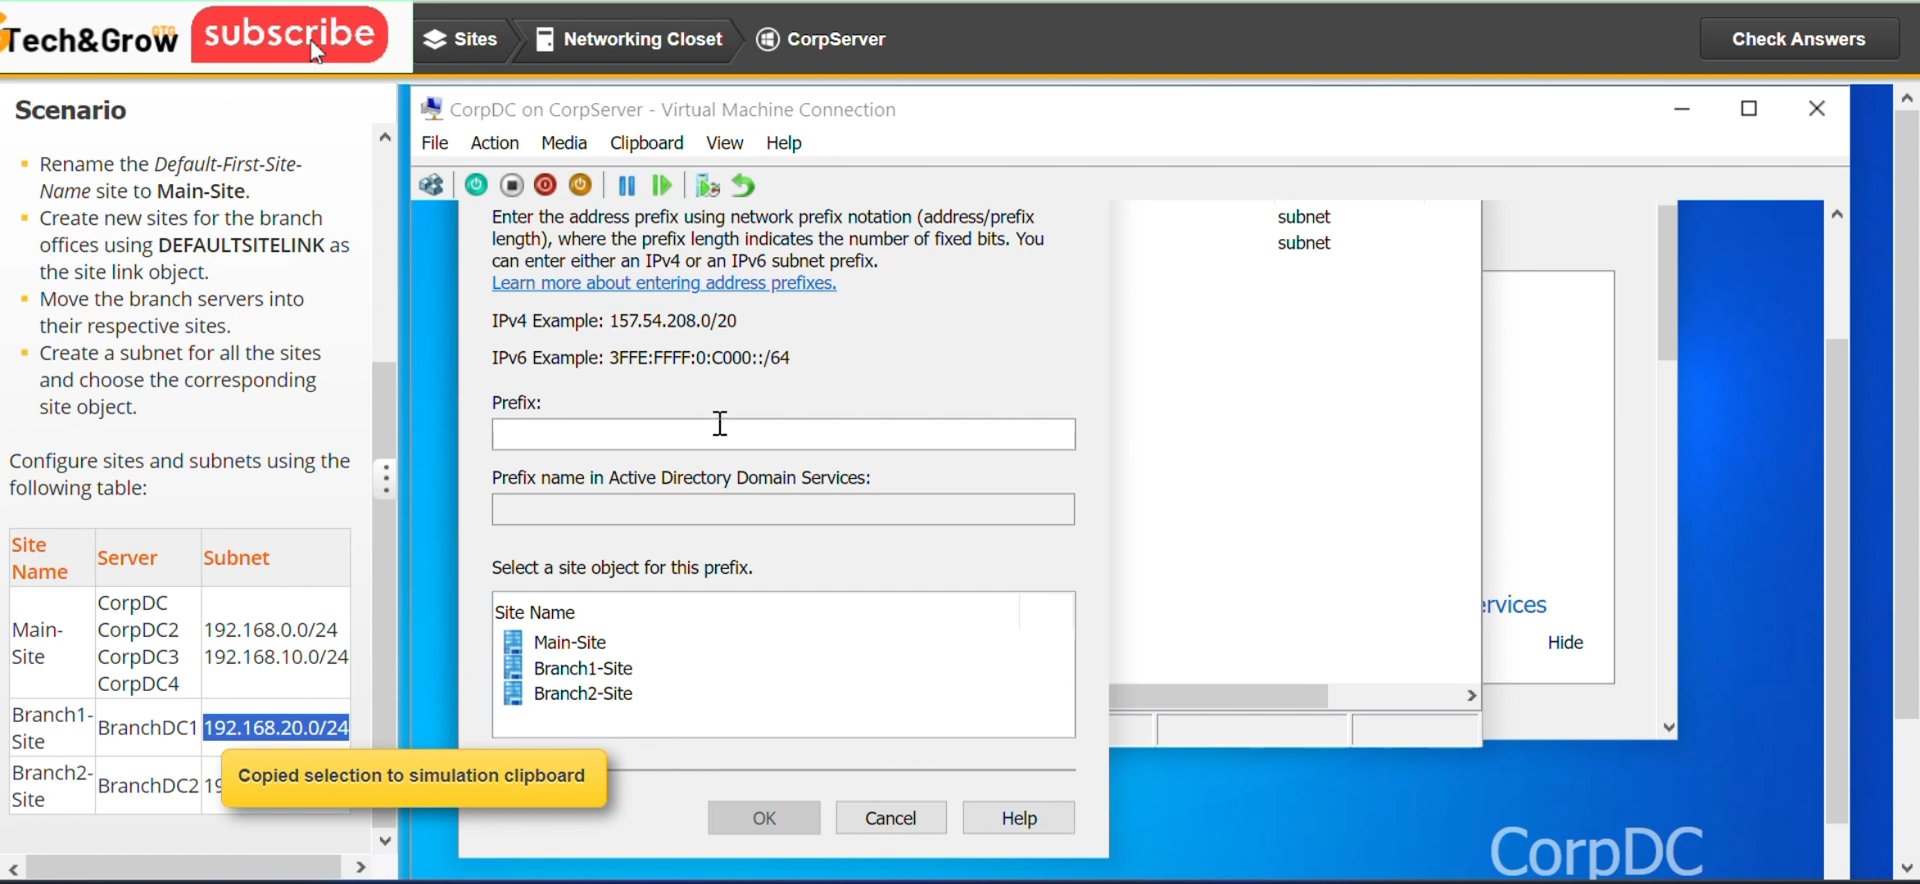 Tech&Grow
GTG
subscribe
Sites
Networking Closet
CorpServer
Check Answers
Scenario
Rename the Default-First-Site-
Name site to Main-Site.
Create new sites for the branch
offices using DEFAULTSITELINK as
the site link object.
Move the branch servers into
their respective sites.
Create a subnet for all the sites
and choose the corresponding
site object.
Configure sites and subnets using the
following table:
Site
Name
Server
Subnet
Main-
Site
CorpDC
CorpDC2
CorpDC3
CorpDC4
192.168.0.0/24
192.168.10.0/24
Branch1-
Site
BranchDC1
192.168.20.0/24
Branch2-
Site
BranchDC2
Copied selection to simulation clipboard
CorpDC on CorpServer - Virtual Machine Connection
File Action Media Clipboard View Help
Enter the address prefix using network prefix notation (address/prefix
length), where the prefix length indicates the number of fixed bits. You
can enter either an IPv4 or an IPv6 subnet prefix.
Learn more about entering address prefixes.
IPv4 Example: 157.54.208.0/20
IPv6 Example: 3FFE:FFFF:0:C000::/64
Prefix:
Prefix name in Active Directory Domain Services:
Select a site object for this prefix.
Site Name
Main-Site
Branch1-Site
Branch2-Site
OK
Cancel
Help
subnet
subnet
ervices
Hide
CorpDC